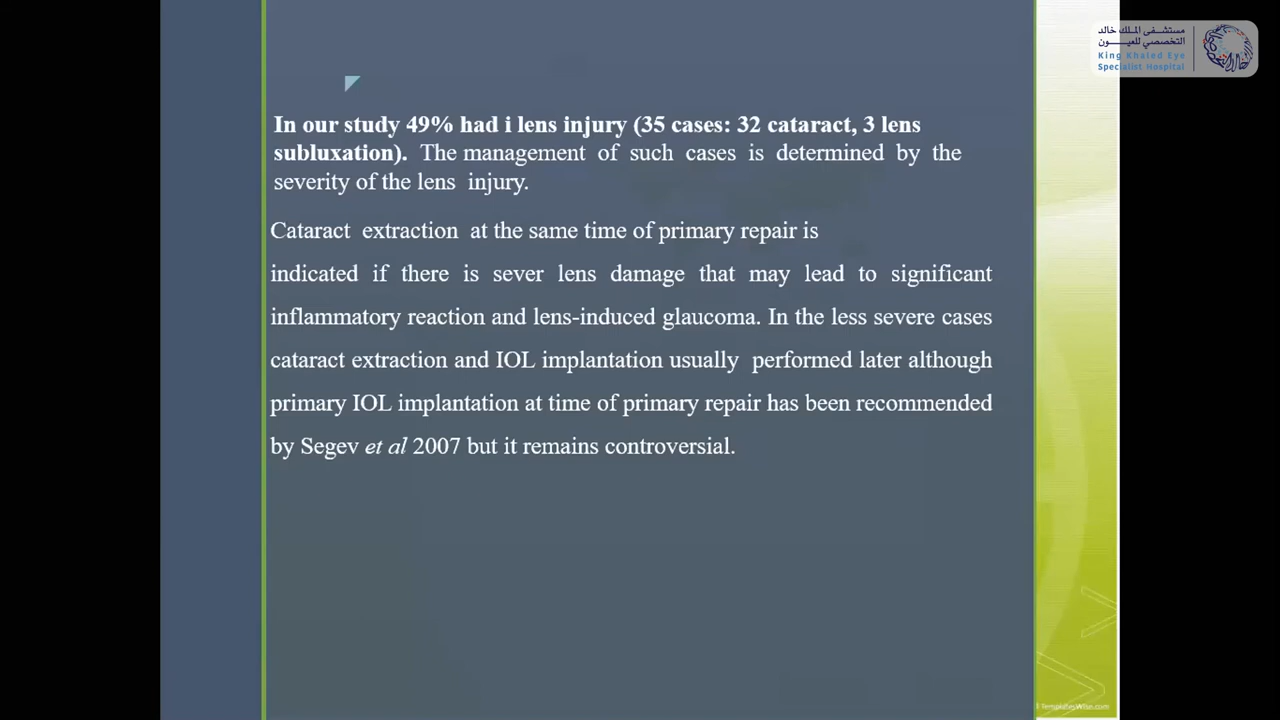 مستشفى الملك خالد
التخصصي للعيون
King Khaled Eye
Specialist Hospital
In our study 49% had i lens injury (35 cases: 32 cataract, 3 lens
subluxation). The management of such cases is determined by the
severity of the lens injury.
Cataract extraction at the same time of primary repair is
indicated if there is sever lens damage that may lead to significant
inflammatory reaction and lens-induced glaucoma. In the less severe cases
cataract extraction and IOL implantation usually performed later although
primary IOL implantation at time of primary repair has been recommended
by Segev et al 2007 but it remains controversial.
TemplatesWise.com